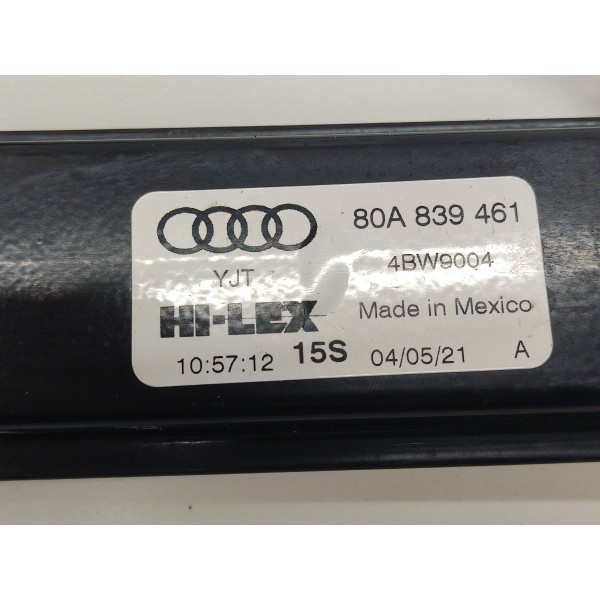 80A 839 461
YJT 4BW9004
HI-LEX Made in Mexico
10:57:12 15S 04/05/21 A